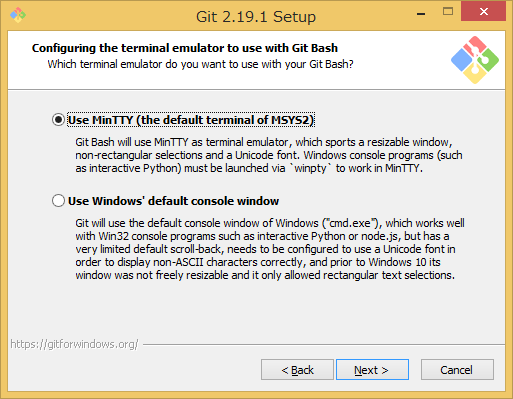 Git 2.19.1 Setup
Configuring the terminal emulator to use with Git Bash
Which terminal emulator do you want to use with your Git Bash?
Use MinTTY (the default terminal of MSYS2)
Git Bash will use MinTTY as terminal emulator, which sports a resizable window,
non-rectangular selections and a Unicode font. Windows console programs (such
as interactive Python) must be launched via `winpty` to work in MinTTY.
Use Windows' default console window
Git will use the default console window of Windows ("cmd.exe"), which works well
with Win32 console programs such as interactive Python or node.js, but has a
very limited default scroll-back, needs to be configured to use a Unicode font in
order to display non-ASCII characters correctly, and prior to Windows 10 its
window was not freely resizable and it only allowed rectangular text selections.
https://gitforwindows.org/
< Back
Next >
Cancel